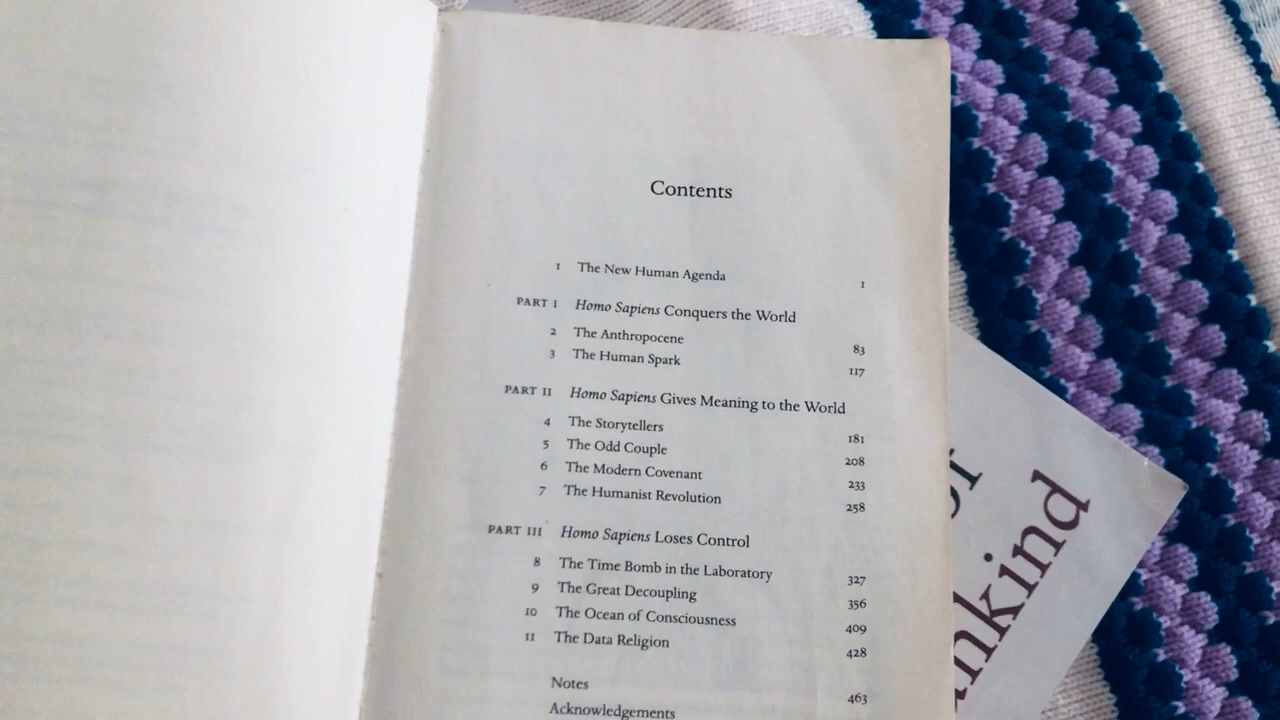 Contents
1 The New Human Agenda 1
PART I Homo Sapiens Conquers the World
2 The Anthropocene 83
3 The Human Spark 117
PART II Homo Sapiens Gives Meaning to the World
4 The Storytellers 181
5 The Odd Couple 208
6 The Modern Covenant 233
7 The Humanist Revolution 258
PART III Homo Sapiens Loses Control
8 The Time Bomb in the Laboratory 327
9 The Great Decoupling 356
10 The Ocean of Consciousness 409
11 The Data Religion 428
Notes 463
Acknowledgements